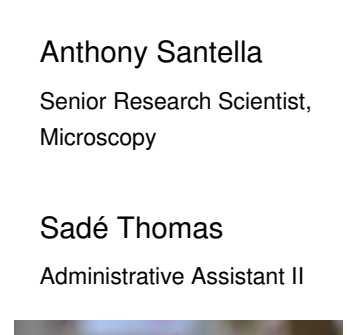 Anthony Santella
Senior Research Scientist,
Microscopy
Sadé Thomas
Administrative Assistant II